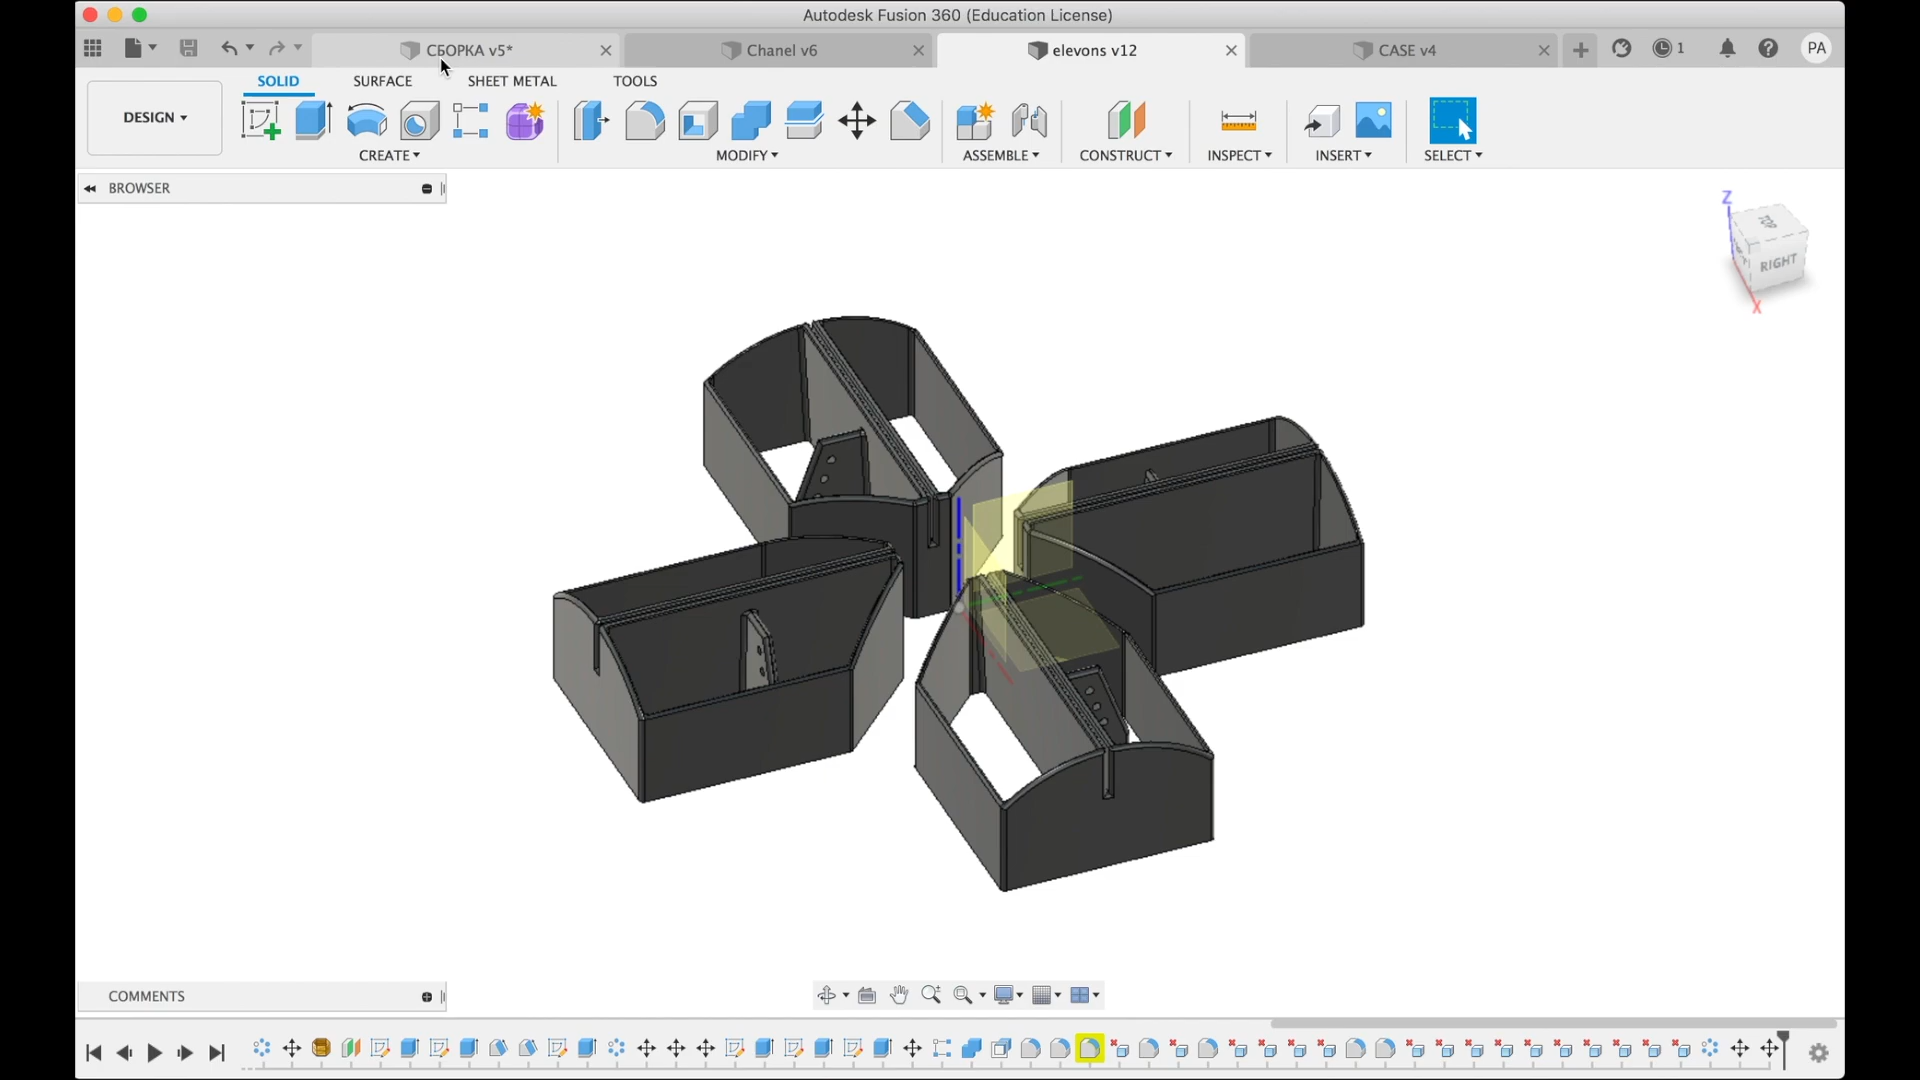 Autodesk Fusion 360 (Education License)
СБОРКА v5*
Chanel v6
elevons v12
CASE v4
1
PA
SOLID
SURFACE
SHEET METAL
TOOLS
DESIGN
CREATE
MODIFY
ASSEMBLE
CONSTRUCT
INSPECT
INSERT
SELECT
BROWSER
Z
TOP
RIGHT
X
COMMENTS